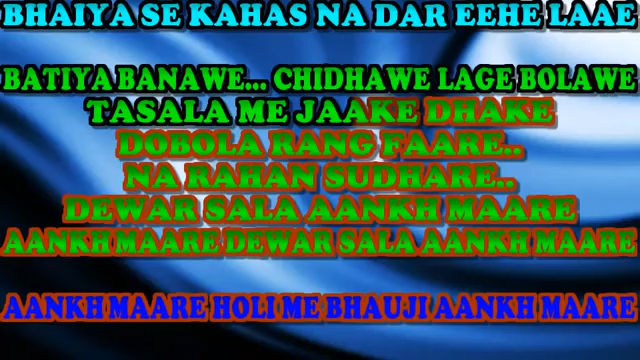 BHAIYA SE KAHAS NA DAR EEHE LAAE
BATIYA BANAWE... CHIDHAWE LAGE BOLAWE
TASALA ME JAAKE DHAKE
DOBOLA RANG FAARE..
NA RAHAN SUDHARE..
DEWAR SALA AANKH MAARE
AANKH MAARE DEWAR SALA AANKH MAARE
AANKH MAARE HOLI ME BHAUJI AANKH MAARE